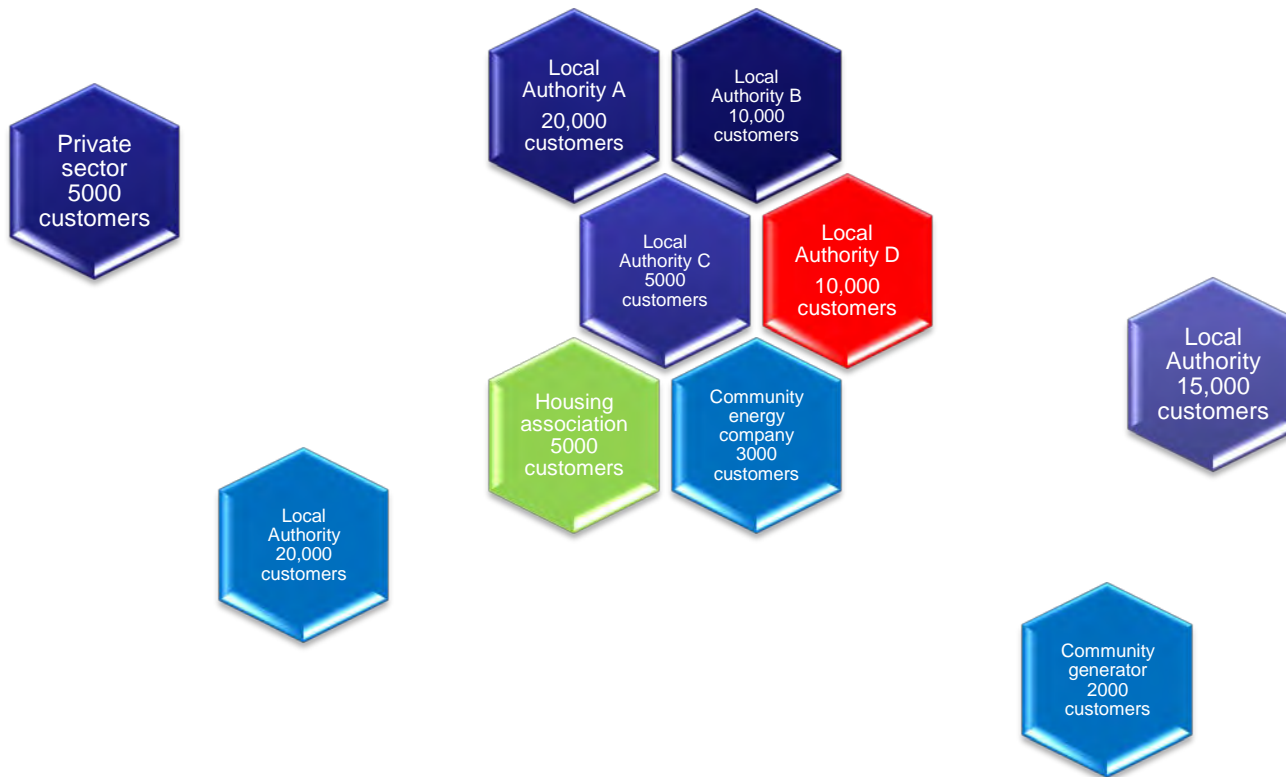 Local
Authority A
20,000
customers
Local
Authority B
10,000
customers
Private
sector
5000
customers
Local
Authority C
5000
customers
Local
Authority D
10,000
customers
Local
Authority
15,000
customers
Housing
association
5000
customers
Community
energy
company
3000
customers
Local
Authority
20,000
customers
Community
generator
2000
customers